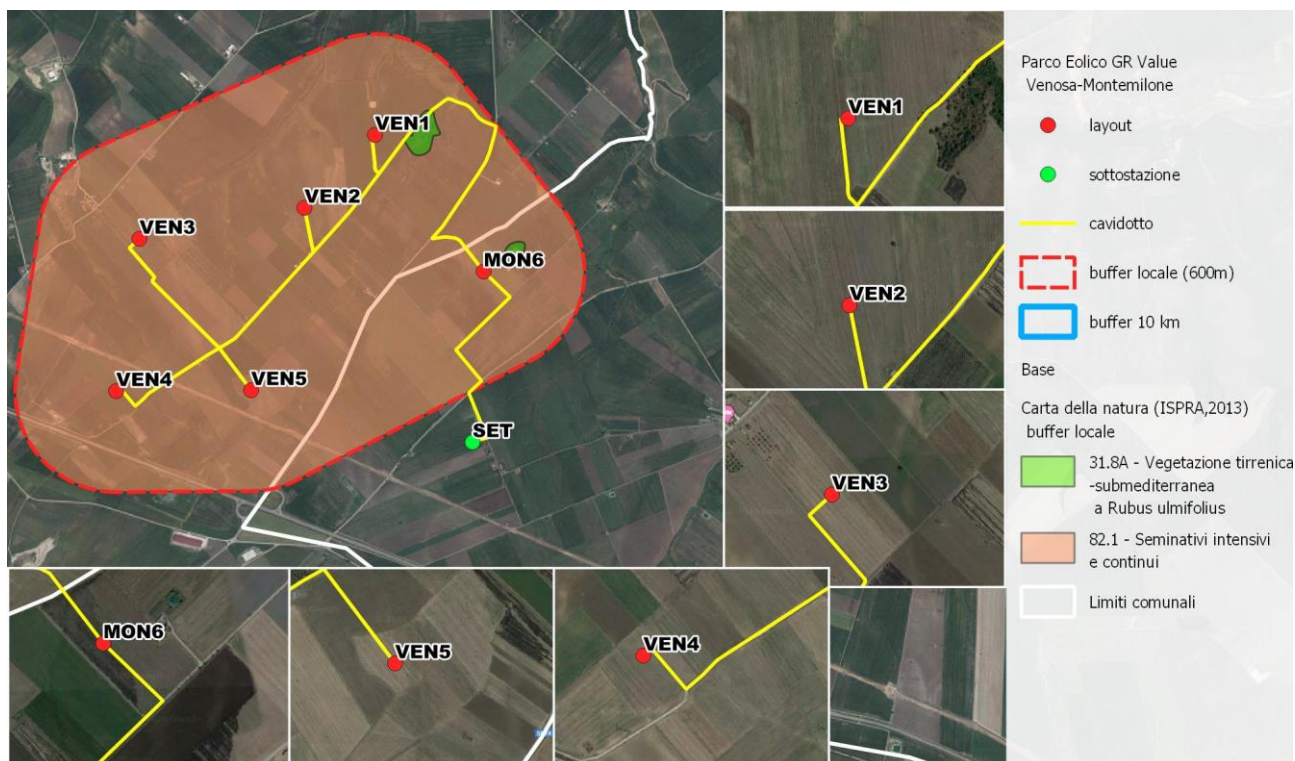 VEN1
VEN2
VEN3
MON6
VEN4
VEN5
SET
VEN1
VEN2
VEN3
MON6
VEN5
VEN4
Parco Eolico GR Value
Venosa-Montemilone
layout
sottostazione
cavidotto
buffer locale (600m)
buffer 10 km
Base
Carta della natura (ISPRA,2013)
buffer locale
31.8A - Vegetazione tirrenica
-submediterranea
a Rubus ulmifolius
82.1 - Seminativi intensivi
e continui
Limiti comunali